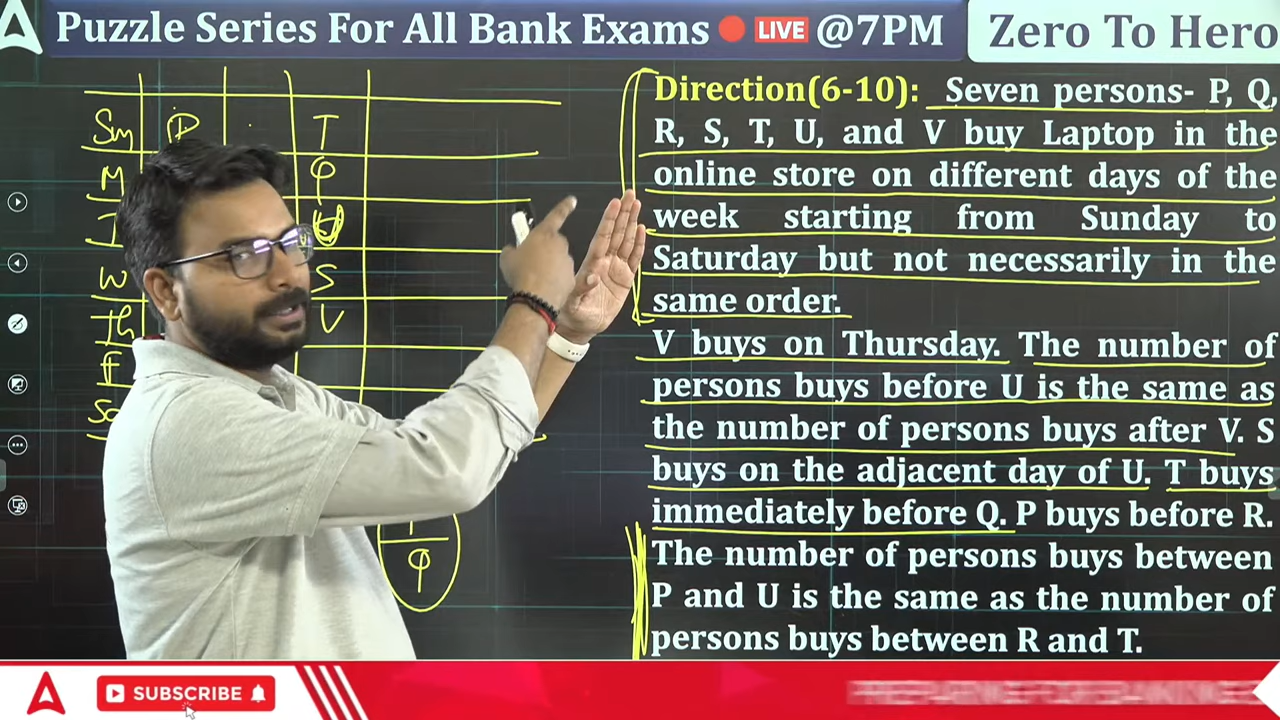 Puzzle Series For All Bank Exams LIVE @7PM
Zero To Hero
Direction(6-10): Seven persons- P, Q,
R, S, T, U, and V buy Laptop in the
online store on different days of the
week starting from Sunday to
Saturday but not necessarily in the
same order.
V buys on Thursday. The number of
persons buys before U is the same as
the number of persons buys after V. S
buys on the adjacent day of U. T buys
immediately before Q. P buys before R.
The number of persons buys between
P and U is the same as the number of
persons buys between R and T.
Sun P T
M Q
T U
W S
Th V
F
Sa
Q
SUBSCRIBE